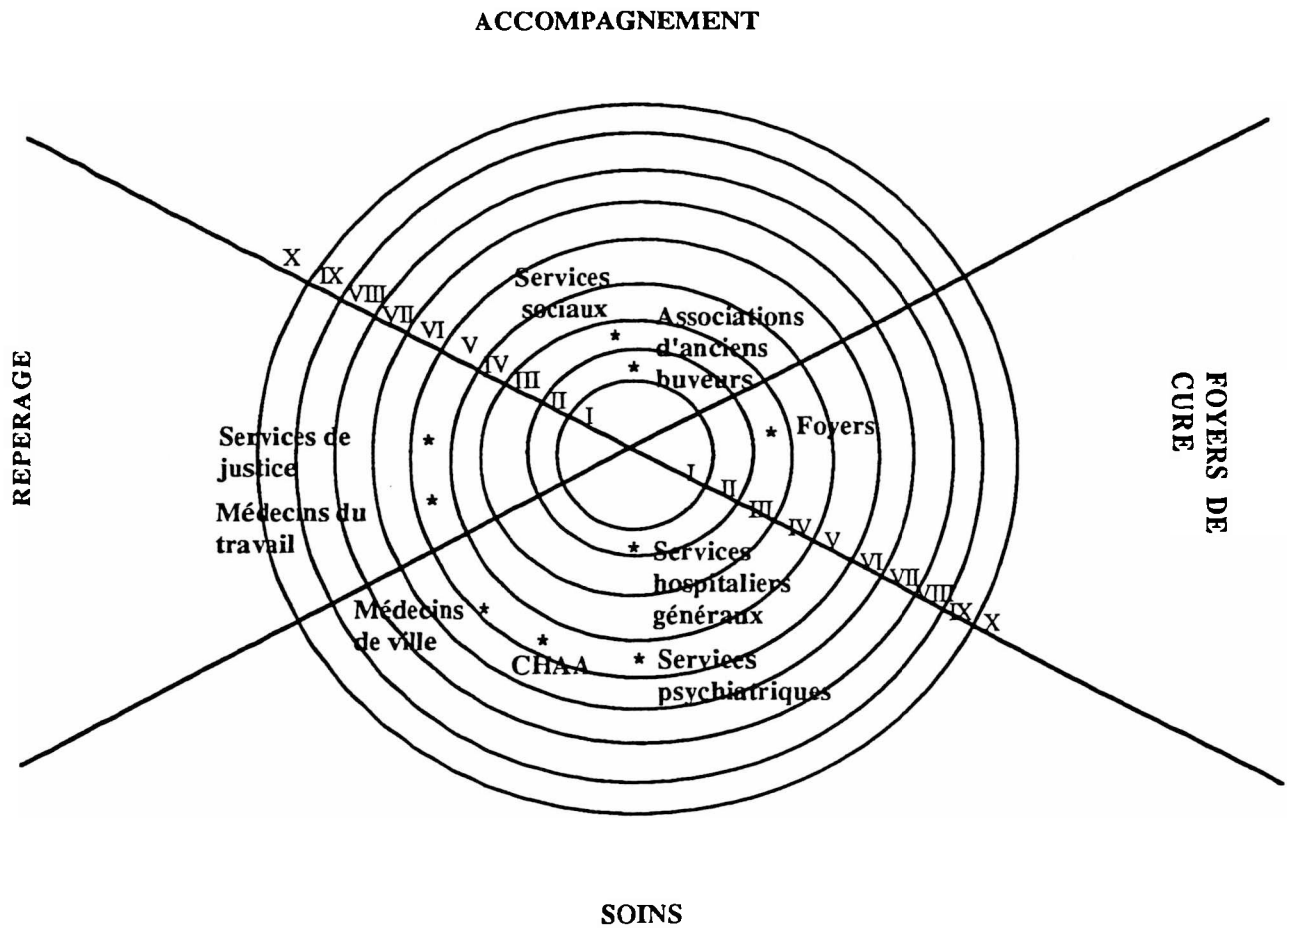 ACCOMPAGNEMENT
X
IX
VIII
VII
VI
V
IV
III
II
I
Services
sociaux
*
Associations
d'anciens
buveurs
*
REPERAGE
Services de
justice
*
Médecins du
travail
*
* Foyers
FOYERS DE
CURE
I
II
III
IV
V
VI
VII
VIII
IX
X
* Services
hospitaliers
généraux
Médecins *
de ville
*
CHAA
* Services
psychiatriques
SOINS